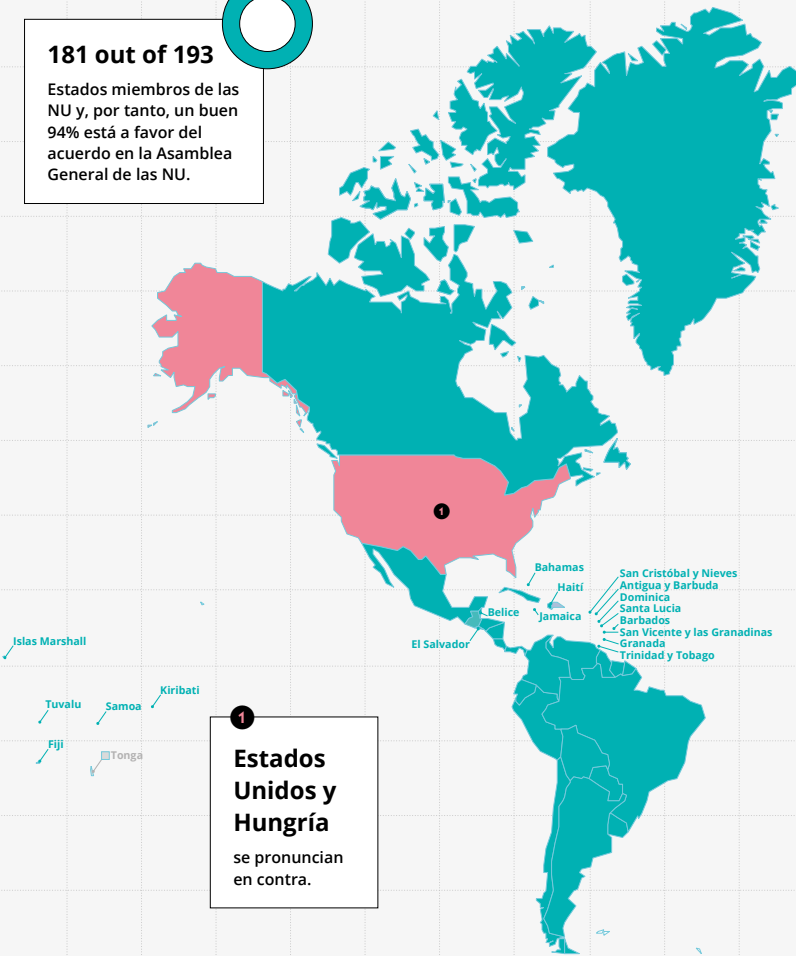 181 out of 193
Estados miembros de las
NU y, por tanto, un buen
94% está a favor del
acuerdo en la Asamblea
General de las NU.
1
Bahamas
Haití
Jamaica
Belice
El Salvador
San Cristóbal y Nieves
Antigua y Barbuda
Dominica
Santa Lucia
Barbados
San Vicente y las Granadinas
Granada
Trinidad y Tobago
Islas Marshall
Kiribati
Tuvalu
Samoa
Fiji
Tonga
1
Estados
Unidos y
Hungría
se pronuncian
en contra.